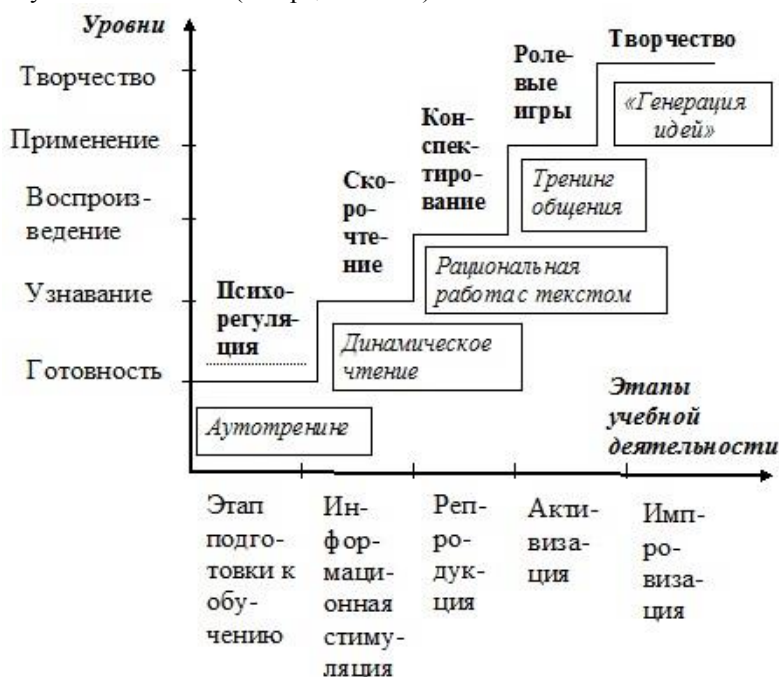 Уровни
Творчество
Применение
Воспроиз-
ведение
Узнавание
Готовность
Психо-
регуля-
ция
Ско-
ро-
чте-
ние
Кон-
спек-
тиро-
вание
Роле-
вые
игры
Творчество
«Генерация
идей»
Тренинг
общения
Рациональная
работа с текстом
Динамическое
чтение
Аутотренинг
Этапы
учебной
деятельности
Этап
подго-
товки к
обу-
чению
Ин-
фор-
маци-
онная
стиму-
ляция
Реп-
ро-
дук-
ция
Акти-
виза-
ция
Имп-
ро-
виза-
ция